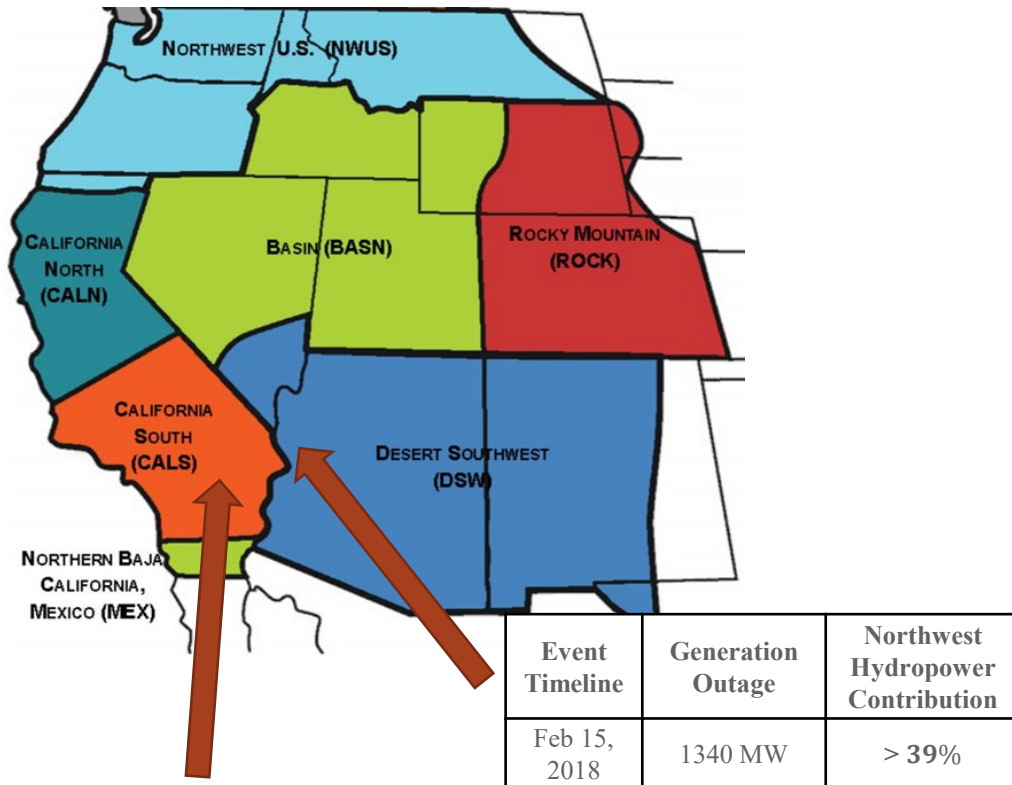 NORTHWEST U.S. (NWUS)
CALIFORNIA
NORTH
(CALN)
BASIN (BASN)
ROCKY MOUNTAIN
(ROCK)
CALIFORNIA
SOUTH
(CALS)
DESERT SOUTHWEST
(DSW)
NORTHERN BAJA
CALIFORNIA,
MEXICO (MEX)
Event
Timeline
Generation
Outage
Northwest
Hydropower
Contribution
Feb 15,
2018
1340 MW
> 39%